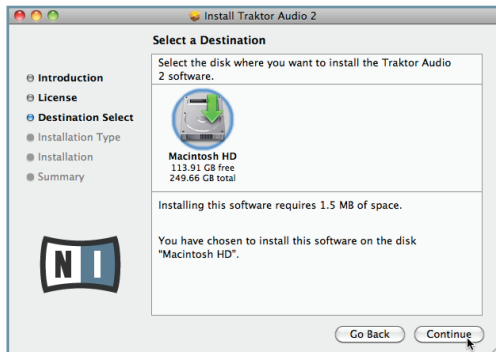 Install Traktor Audio 2
Select a Destination
Introduction
License
Destination Select
Installation Type
Installation
Summary
Select the disk where you want to install the Traktor Audio
2 software.
Macintosh HD
113.91 GB free
249.66 GB total
Installing this software requires 1.5 MB of space.
You have chosen to install this software on the disk
“Macintosh HD”.
N I
Go Back
Continue